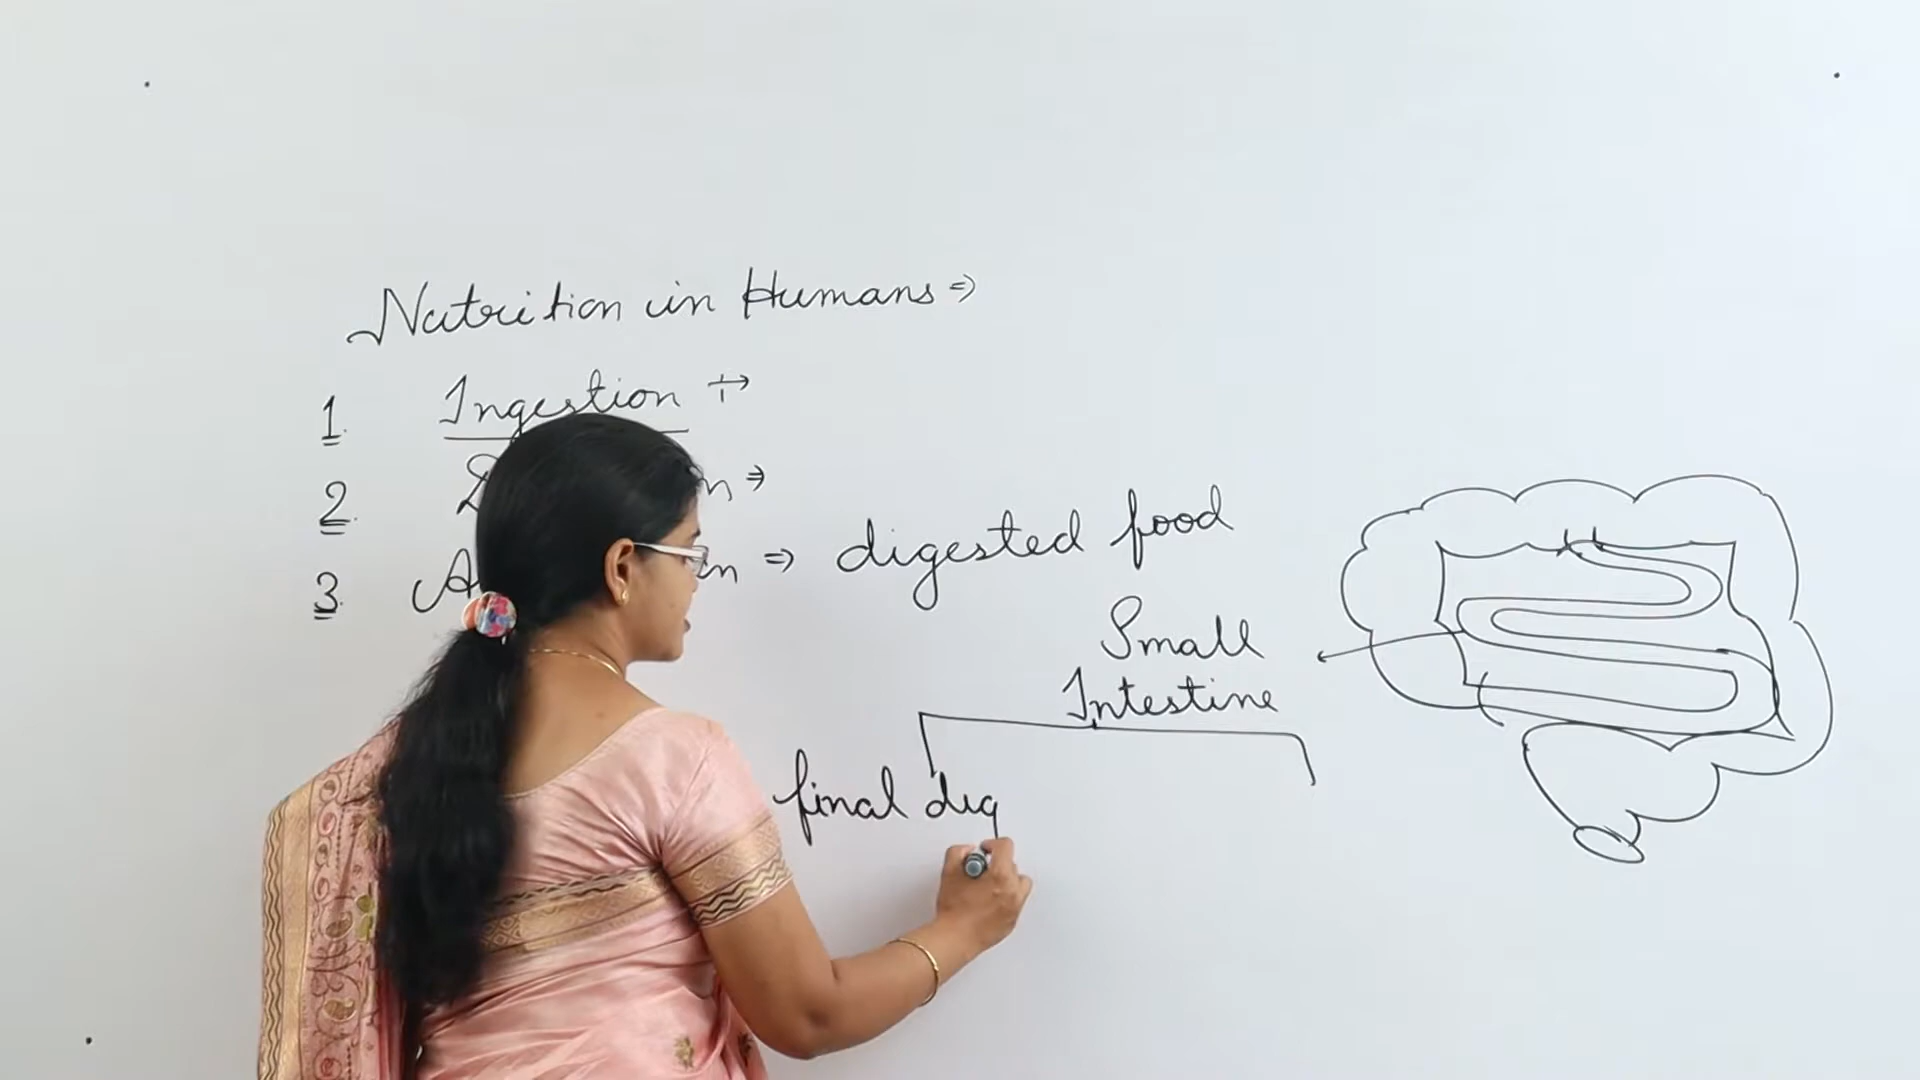 Nutrition in Humans ⇒
1. Ingestion →
2. ⇒
3. ⇒ digested food
Small
Intestine
final dig